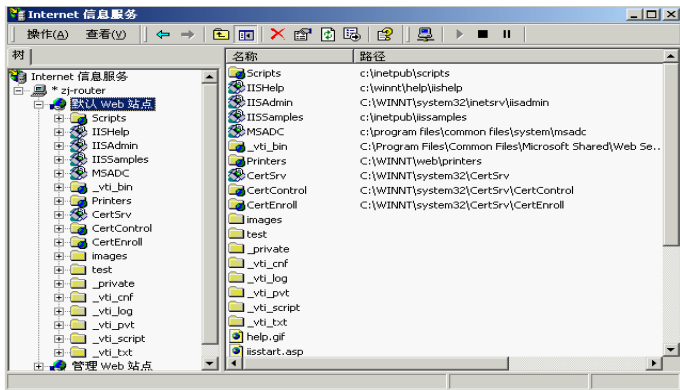 Internet 信息服务
操作(A) 查看(V)
树
Internet 信息服务
* zj-router
默认 Web 站点
Scripts
IISHelp
IISAdmin
IISSamples
MSADC
_vti_bin
Printers
CertSrv
CertControl
CertEnroll
images
test
_private
_vti_cnf
_vti_log
_vti_pvt
_vti_script
_vti_txt
管理 Web 站点
名称 路径
Scripts c:\inetpub\scripts
IISHelp c:\winnt\help\iishelp
IISAdmin C:\WINNT\system32\inetsrv\iisadmin
IISSamples c:\inetpub\iissamples
MSADC c:\program files\common files\system\msadc
_vti_bin C:\Program Files\Common Files\Microsoft Shared\Web Se..
Printers C:\WINNT\web\printers
CertSrv C:\WINNT\system32\CertSrv
CertControl C:\WINNT\system32\CertSrv\CertControl
CertEnroll C:\WINNT\system32\CertSrv\CertEnroll
images
test
_private
_vti_cnf
_vti_log
_vti_pvt
_vti_script
_vti_txt
help.gif
iisstart.asp